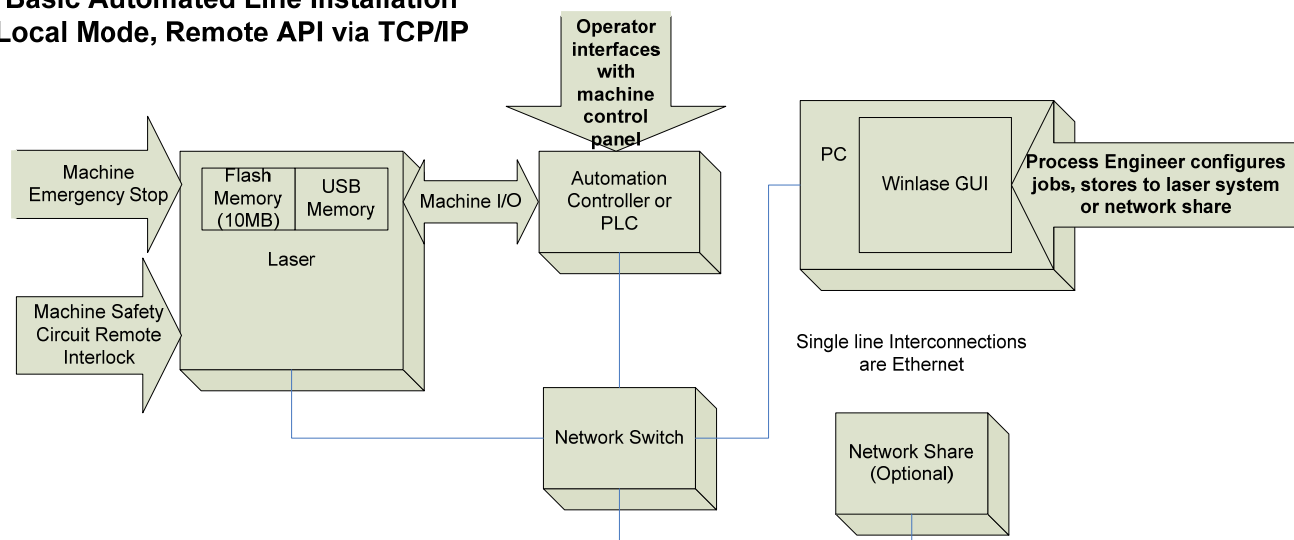 Basic Automated Line Installation
Local Mode, Remote API via TCP/IP
Operator
interfaces
with
machine
control
panel
Machine
Emergency Stop
Flash
Memory
(10MB)
USB
Memory
Laser
Machine I/O
Automation
Controller or
PLC
PC
Winlase GUI
Process Engineer configures
jobs, stores to laser system
or network share
Machine Safety
Circuit Remote
Interlock
Single line Interconnections
are Ethernet
Network Switch
Network Share
(Optional)